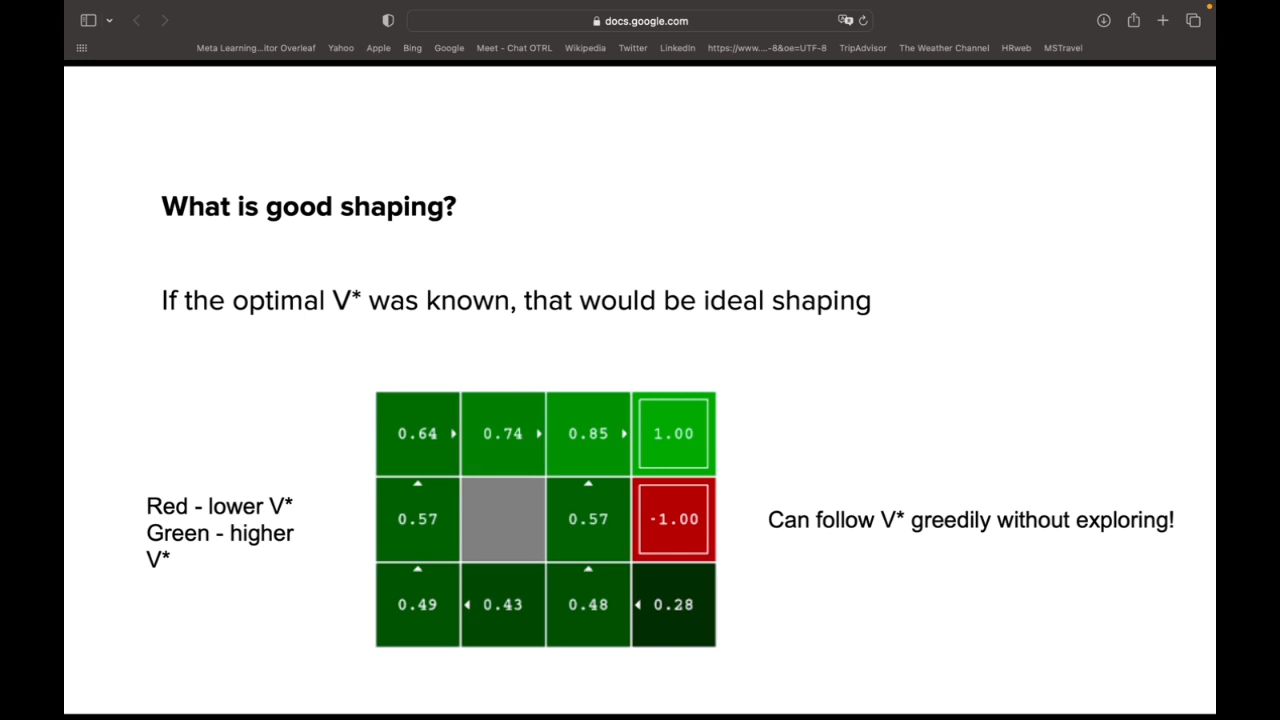 docs.google.com
Meta Learning...itor Overleaf Yahoo Apple Bing Google Meet - Chat OTRL Wikipedia Twitter LinkedIn https://www....-8&oe=UTF-8 TripAdvisor The Weather Channel HRweb MSTravel
What is good shaping?
If the optimal V* was known, that would be ideal shaping
0.64 0.74 0.85 1.00
0.57 0.57 -1.00
0.49 0.43 0.48 0.28
Red - lower V*
Green - higher
V*
Can follow V* greedily without exploring!